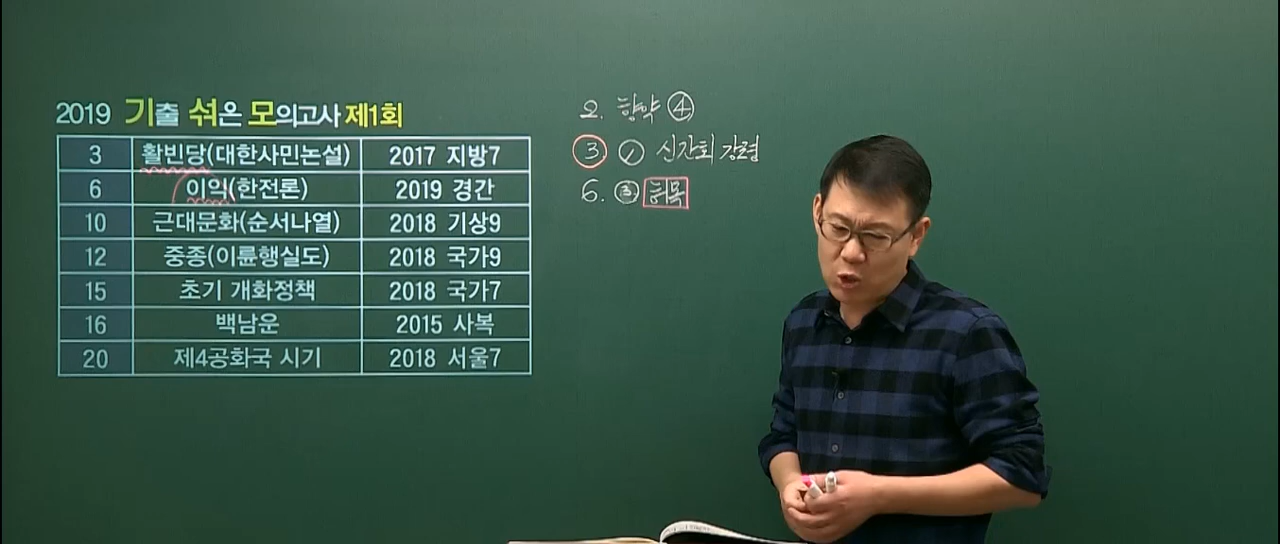 2019 기출 섞은 모의고사 제1회
3 활빈당(대한사민논설) 2017 지방7
6 이익(한전론) 2019 경간
10 근대문화(순서나열) 2018 기상9
12 중종(이륜행실도) 2018 국가9
15 초기 개화정책 2018 국가7
16 백남운 2015 사복
20 제4공화국 시기 2018 서울7
2. 향약 ④
3. ① 신간회 강령
6. ③ 허목